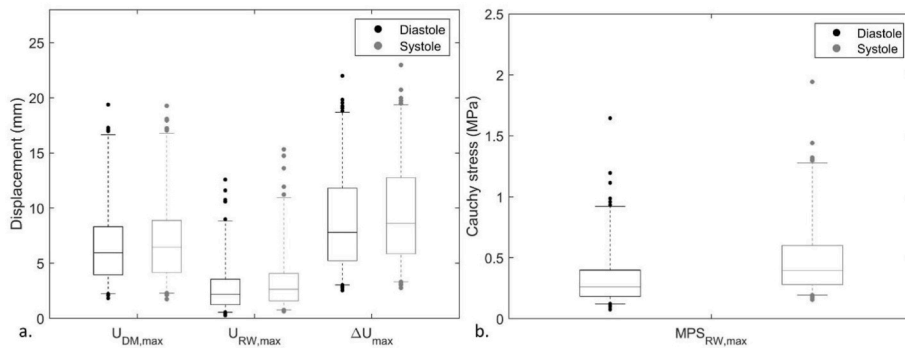 25
20
15
10
5
0
Displacement (mm)
Diastole
Systole
U_DM,max
U_RW,max
ΔU_max
a.
2.5
2
1.5
1
0.5
0
Cauchy stress (MPa)
Diastole
Systole
MPS_RW,max
b.